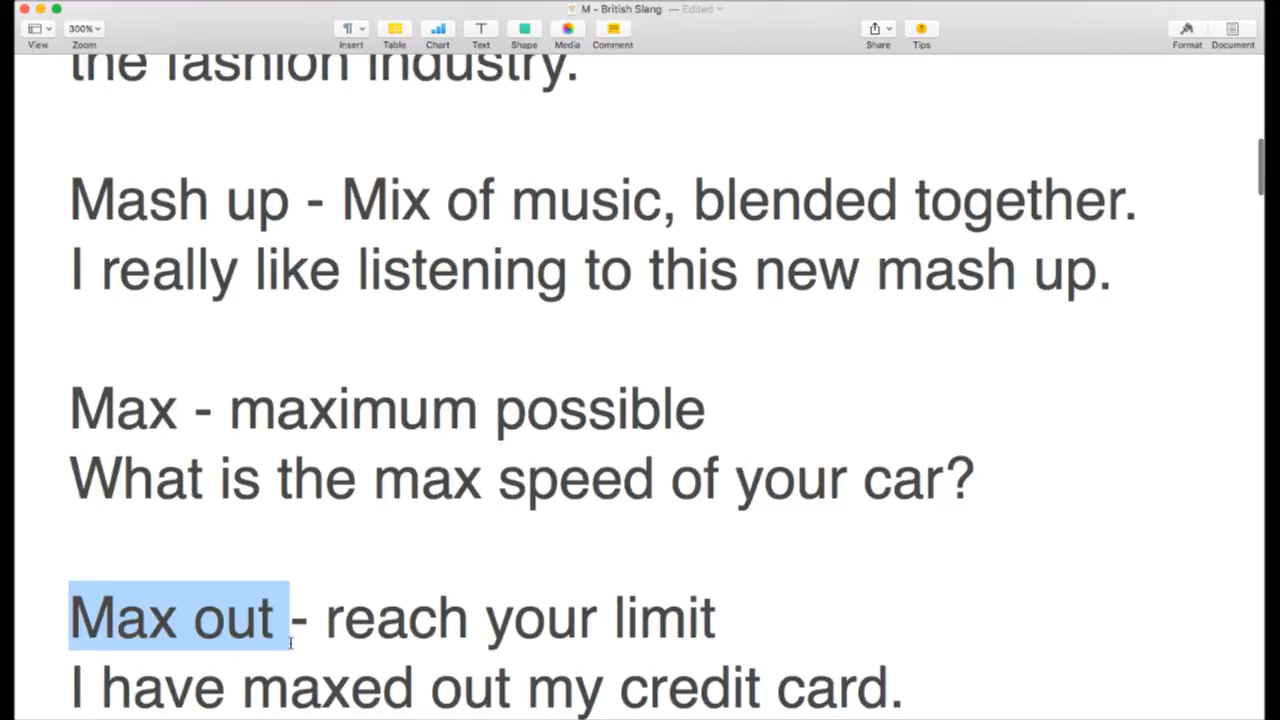 M - British Slang — Edited
300%
View Zoom Insert Table Chart Text Shape Media Comment Share Tips Format Document
the fashion industry.
Mash up - Mix of music, blended together.
I really like listening to this new mash up.
Max - maximum possible
What is the max speed of your car?
Max out - reach your limit
I have maxed out my credit card.